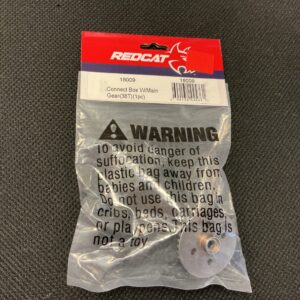 REDCAT
18009
18009
Connect Box W/Main
Gear(38T)(1pc)
WARNING
To avoid danger of
suffocation, keep this
plastic bag away from
babies and children.
Do not use this bag in
cribs, beds, carriages
or play pens. This bag is
not a toy